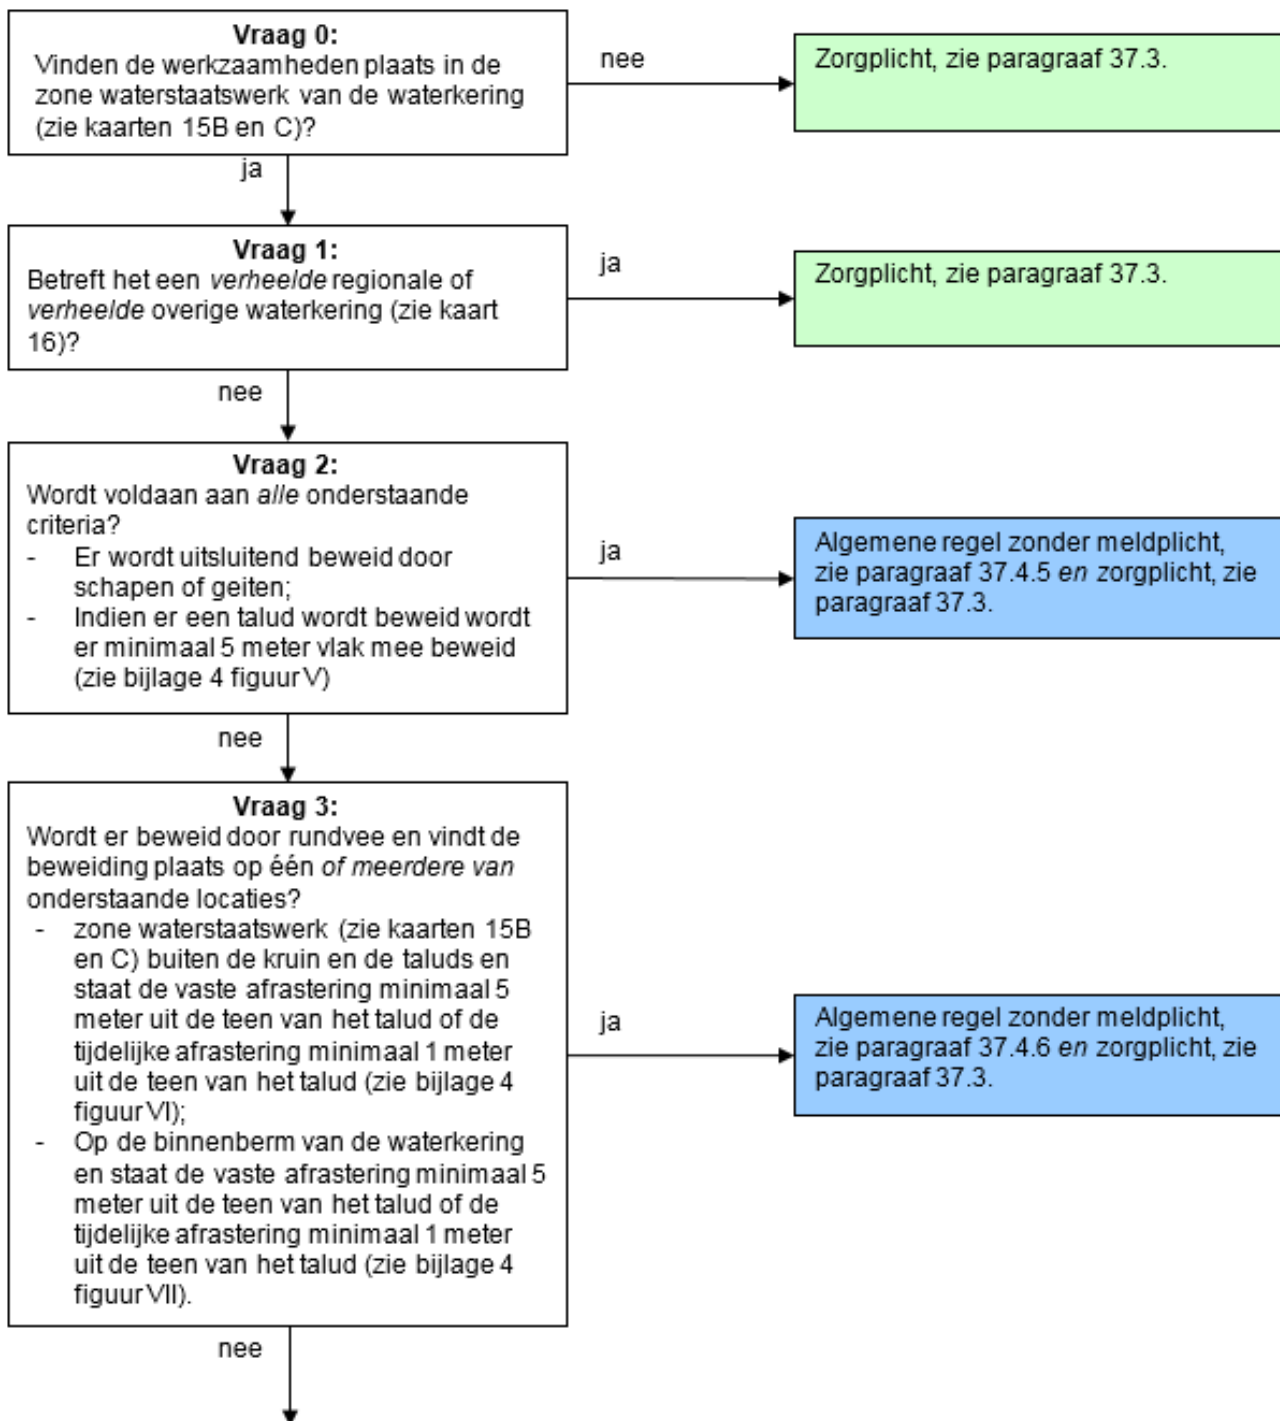 Vraag 0:
Vinden de werkzaamheden plaats in de
zone waterstaatswerk van de waterkering
(zie kaarten 15B en C)?
nee
Zorgplicht, zie paragraaf 37.3.
ja
Vraag 1:
Betreft het een verheelde regionale of
verheelde overige waterkering (zie kaart
16)?
ja
Zorgplicht, zie paragraaf 37.3.
nee
Vraag 2:
Wordt voldaan aan alle onderstaande
criteria?
- Er wordt uitsluitend beweid door
schapen of geiten;
- Indien er een talud wordt beweid wordt
er minimaal 5 meter vlak mee beweid
(zie bijlage 4 figuur V)
ja
Algemene regel zonder meldplicht,
zie paragraaf 37.4.5 en zorgplicht, zie
paragraaf 37.3.
nee
Vraag 3:
Wordt er beweid door rundvee en vindt de
beweiding plaats op één of meerdere van
onderstaande locaties?
- zone waterstaatswerk (zie kaarten 15B
en C) buiten de kruin en de taluds en
staat de vaste afrastering minimaal 5
meter uit de teen van het talud of de
tijdelijke afrastering minimaal 1 meter
uit de teen van het talud (zie bijlage 4
figuur VI);
- Op de binnenberm van de waterkering
en staat de vaste afrastering minimaal 5
meter uit de teen van het talud of de
tijdelijke afrastering minimaal 1 meter
uit de teen van het talud (zie bijlage 4
figuur VII).
ja
Algemene regel zonder meldplicht,
zie paragraaf 37.4.6 en zorgplicht, zie
paragraaf 37.3.
nee